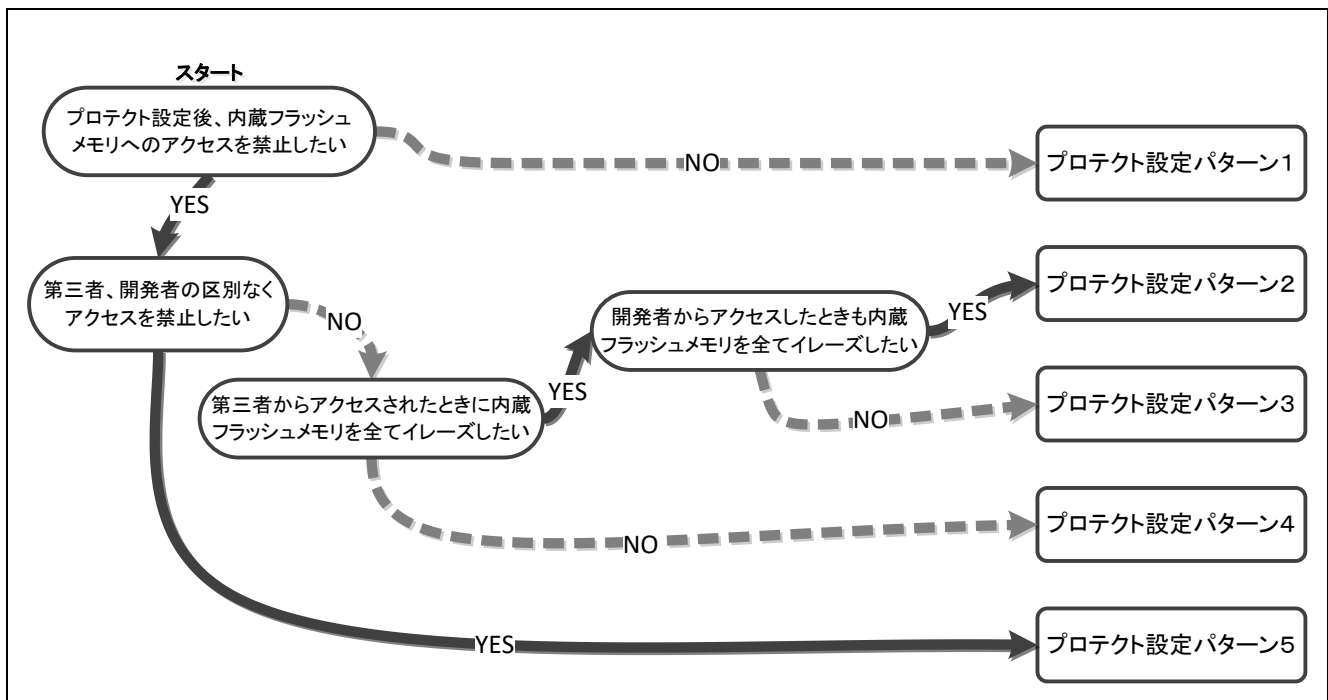 スタート
プロテクト設定後、内蔵フラッシュ
メモリへのアクセスを禁止したい
NO
プロテクト設定パターン1
YES
第三者、開発者の区別なく
アクセスを禁止したい
NO
開発者からアクセスしたときも内蔵
フラッシュメモリを全てイレーズしたい
YES
プロテクト設定パターン2
第三者からアクセスされたときに内蔵
フラッシュメモリを全てイレーズしたい
YES
NO
プロテクト設定パターン3
NO
プロテクト設定パターン4
YES
プロテクト設定パターン5